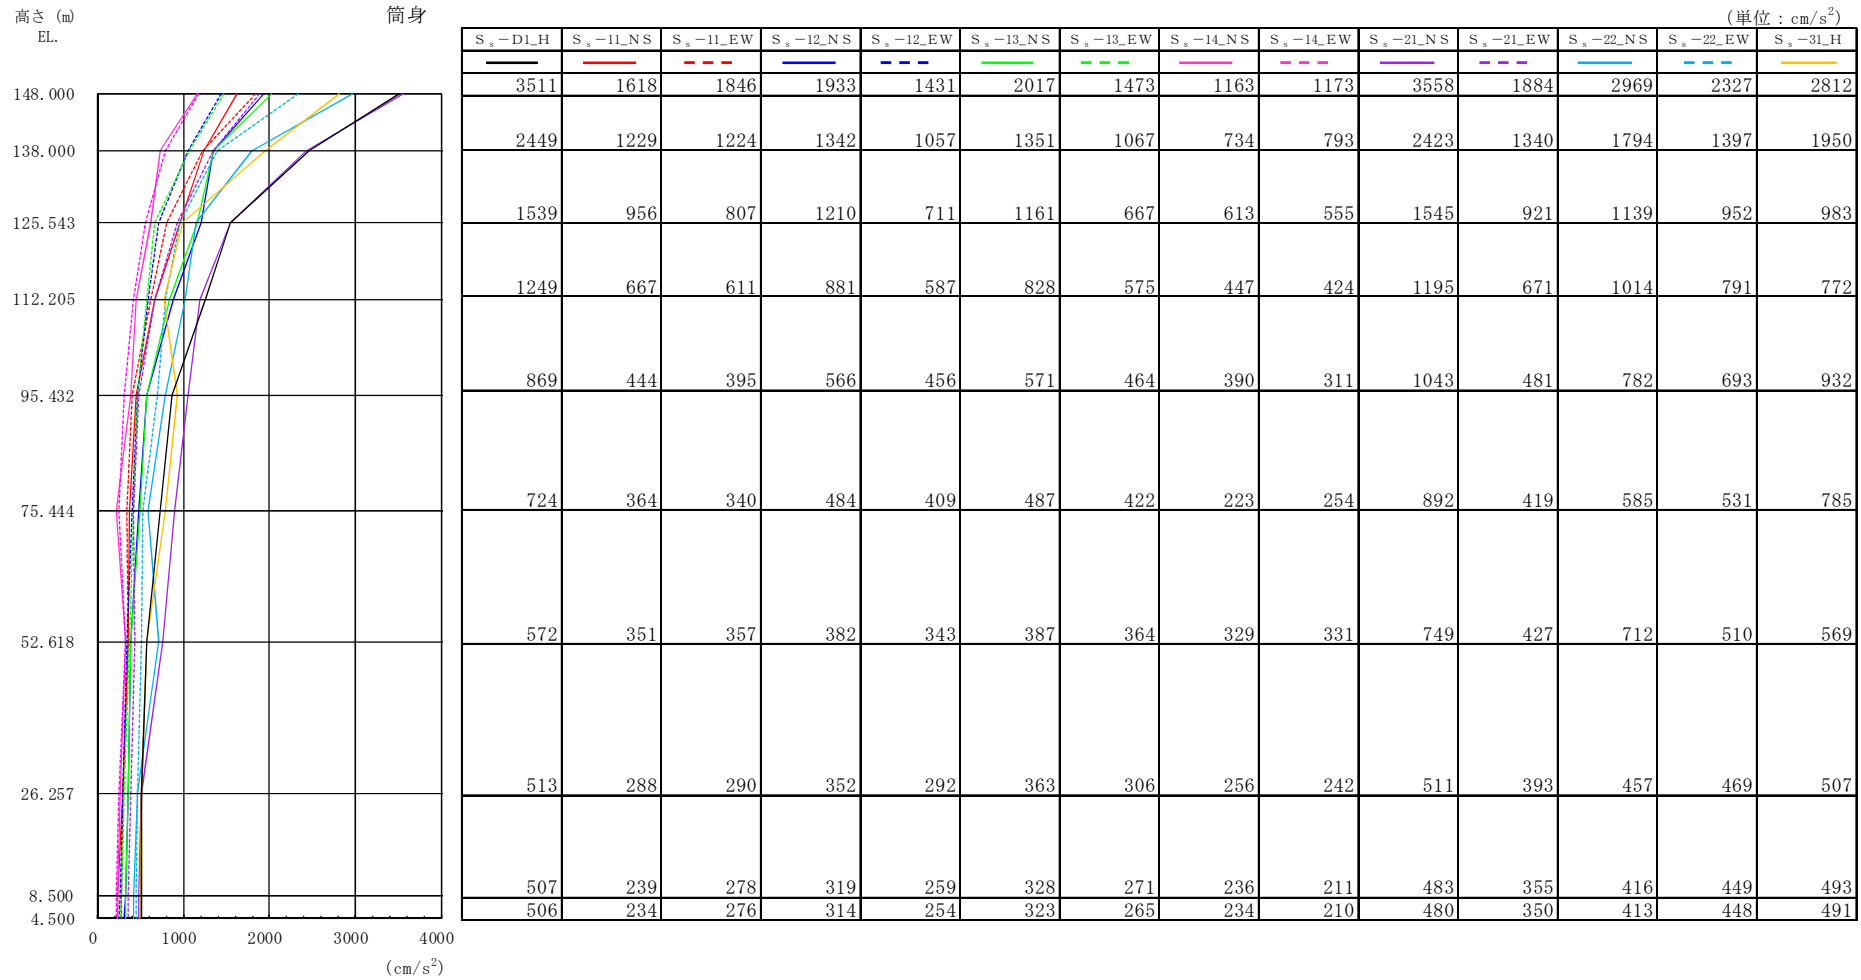 高さ (m) 筒身 (単位:cm/s²)
EL.
Sₛ-D1_H Sₛ-11_NS Sₛ-11_EW Sₛ-12_NS Sₛ-12_EW Sₛ-13_NS Sₛ-13_EW Sₛ-14_NS Sₛ-14_EW Sₛ-21_NS Sₛ-21_EW Sₛ-22_NS Sₛ-22_EW Sₛ-31_H
148.000 3511 1618 1846 1933 1431 2017 1473 1163 1173 3558 1884 2969 2327 2812
138.000 2449 1229 1224 1342 1057 1351 1067 734 793 2423 1340 1794 1397 1950
125.543 1539 956 807 1210 711 1161 667 613 555 1545 921 1139 952 983
112.205 1249 667 611 881 587 828 575 447 424 1195 671 1014 791 772
95.432 869 444 395 566 456 571 464 390 311 1043 481 782 693 932
75.444 724 364 340 484 409 487 422 223 254 892 419 585 531 785
52.618 572 351 357 382 343 387 364 329 331 749 427 712 510 569
26.257 513 288 290 352 292 363 306 256 242 511 393 457 469 507
8.500 507 239 278 319 259 328 271 236 211 483 355 416 449 493
4.500 506 234 276 314 254 323 265 234 210 480 350 413 448 491
0 1000 2000 3000 4000
(cm/s²)